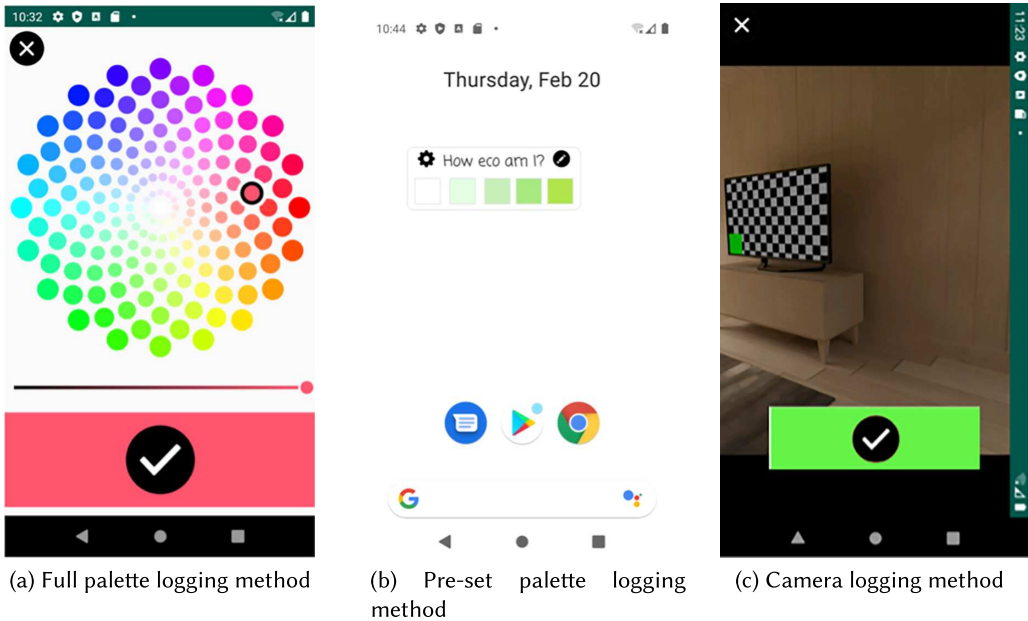 10:32
10:44
Thursday, Feb 20
How eco am I?
11:23
(a) Full palette logging method
(b) Pre-set palette logging
method
(c) Camera logging method